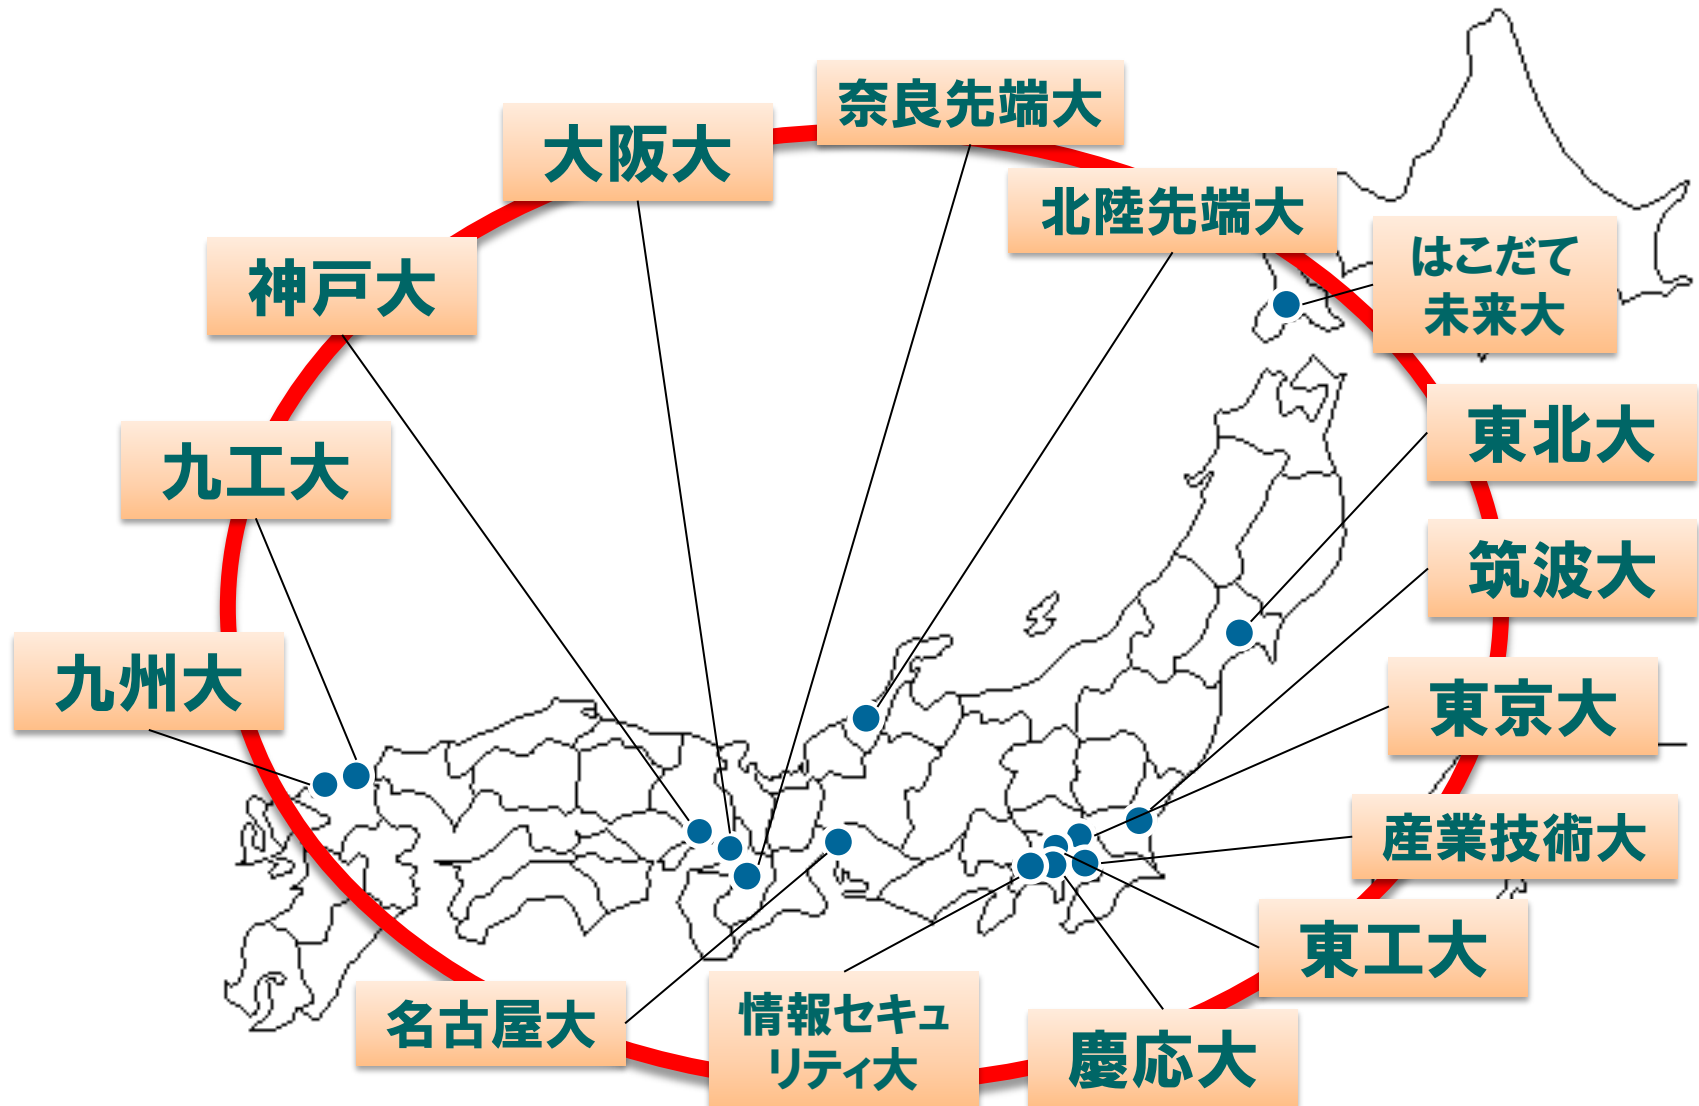 奈良先端大
大阪大
北陸先端大
はこだて
未来大
神戸大
東北大
九工大
筑波大
九州大
東京大
産業技術大
東工大
名古屋大
情報セキュ
リティ大
慶応大